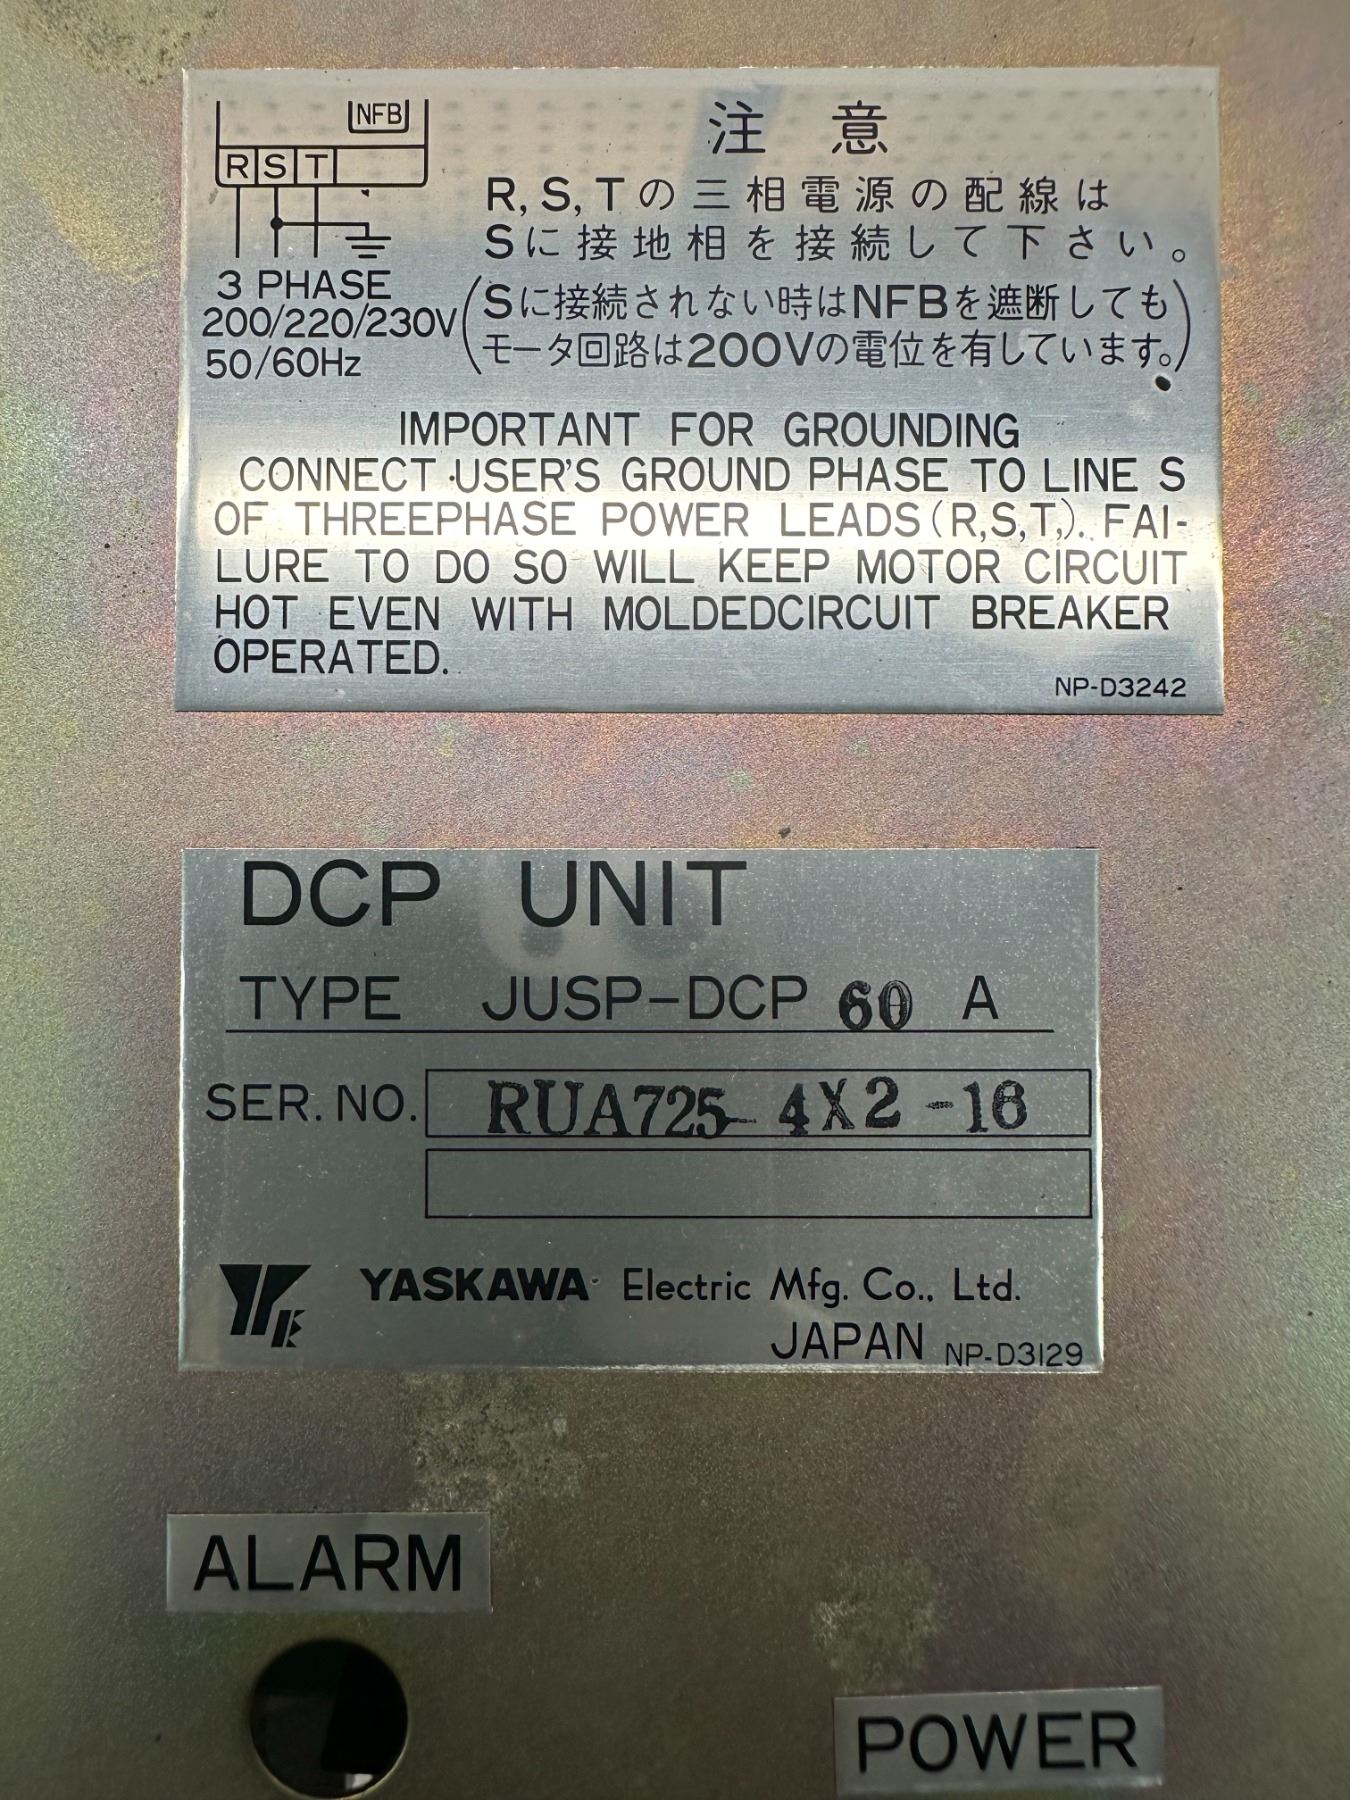 NFB
R S T
3 PHASE
200/220/230V
50/60Hz
注意
R, S, Tの三相電源の配線は
Sに接地相を接続して下さい。
(Sに接続されない時はNFBを遮断しても
モータ回路は200Vの電位を有しています。)
IMPORTANT FOR GROUNDING
CONNECT USER'S GROUND PHASE TO LINE S
OF THREEPHASE POWER LEADS (R,S,T,). FAI-
LURE TO DO SO WILL KEEP MOTOR CIRCUIT
HOT EVEN WITH MOLDEDCIRCUIT BREAKER
OPERATED.
NP-D3242
DCP UNIT
TYPE JUSP-DCP 60 A
SER. NO. RUA725-4X2-18
YASKAWA Electric Mfg. Co., Ltd.
JAPAN NP-D3129
ALARM
POWER